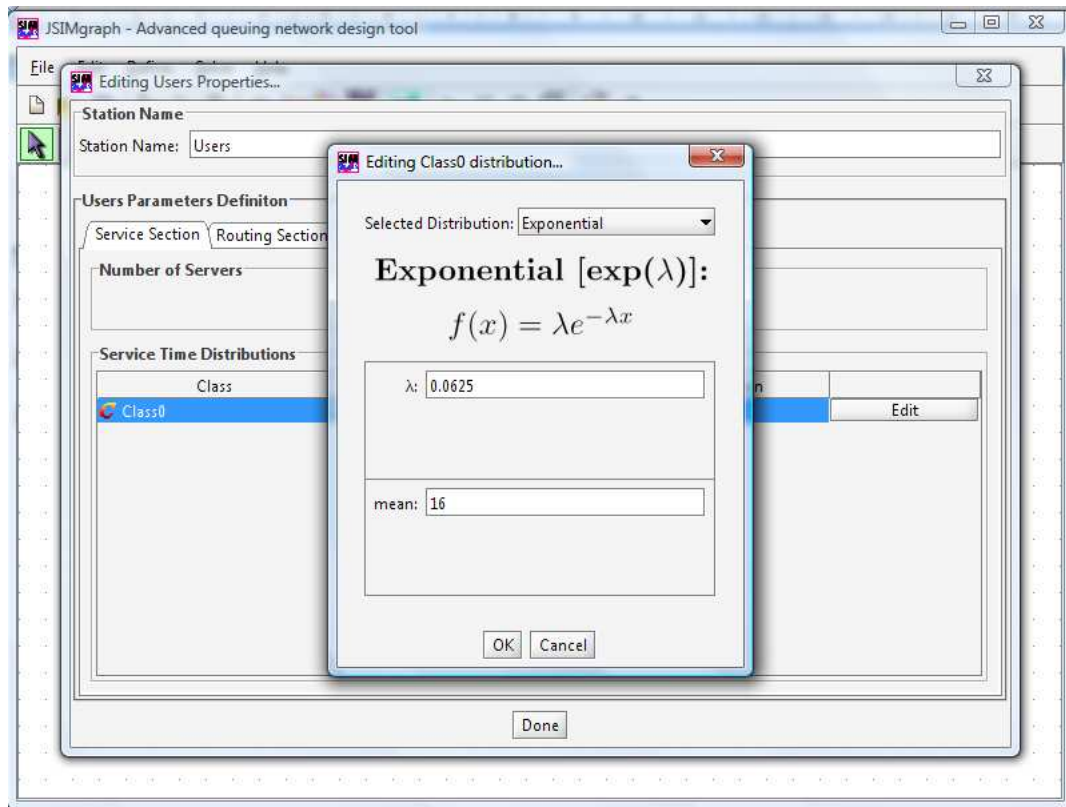 JSIMgraph - Advanced queuing network design tool
File
Editing Users Properties...
Station Name
Station Name: Users
Users Parameters Definiton
Service Section Routing Section
Number of Servers
Service Time Distributions
Class
Class0
Edit
Done
Editing Class0 distribution...
Selected Distribution: Exponential
Exponential [exp(λ)]:
f(x) = λe^{-λx}
λ: 0.0625
mean: 16
OK Cancel